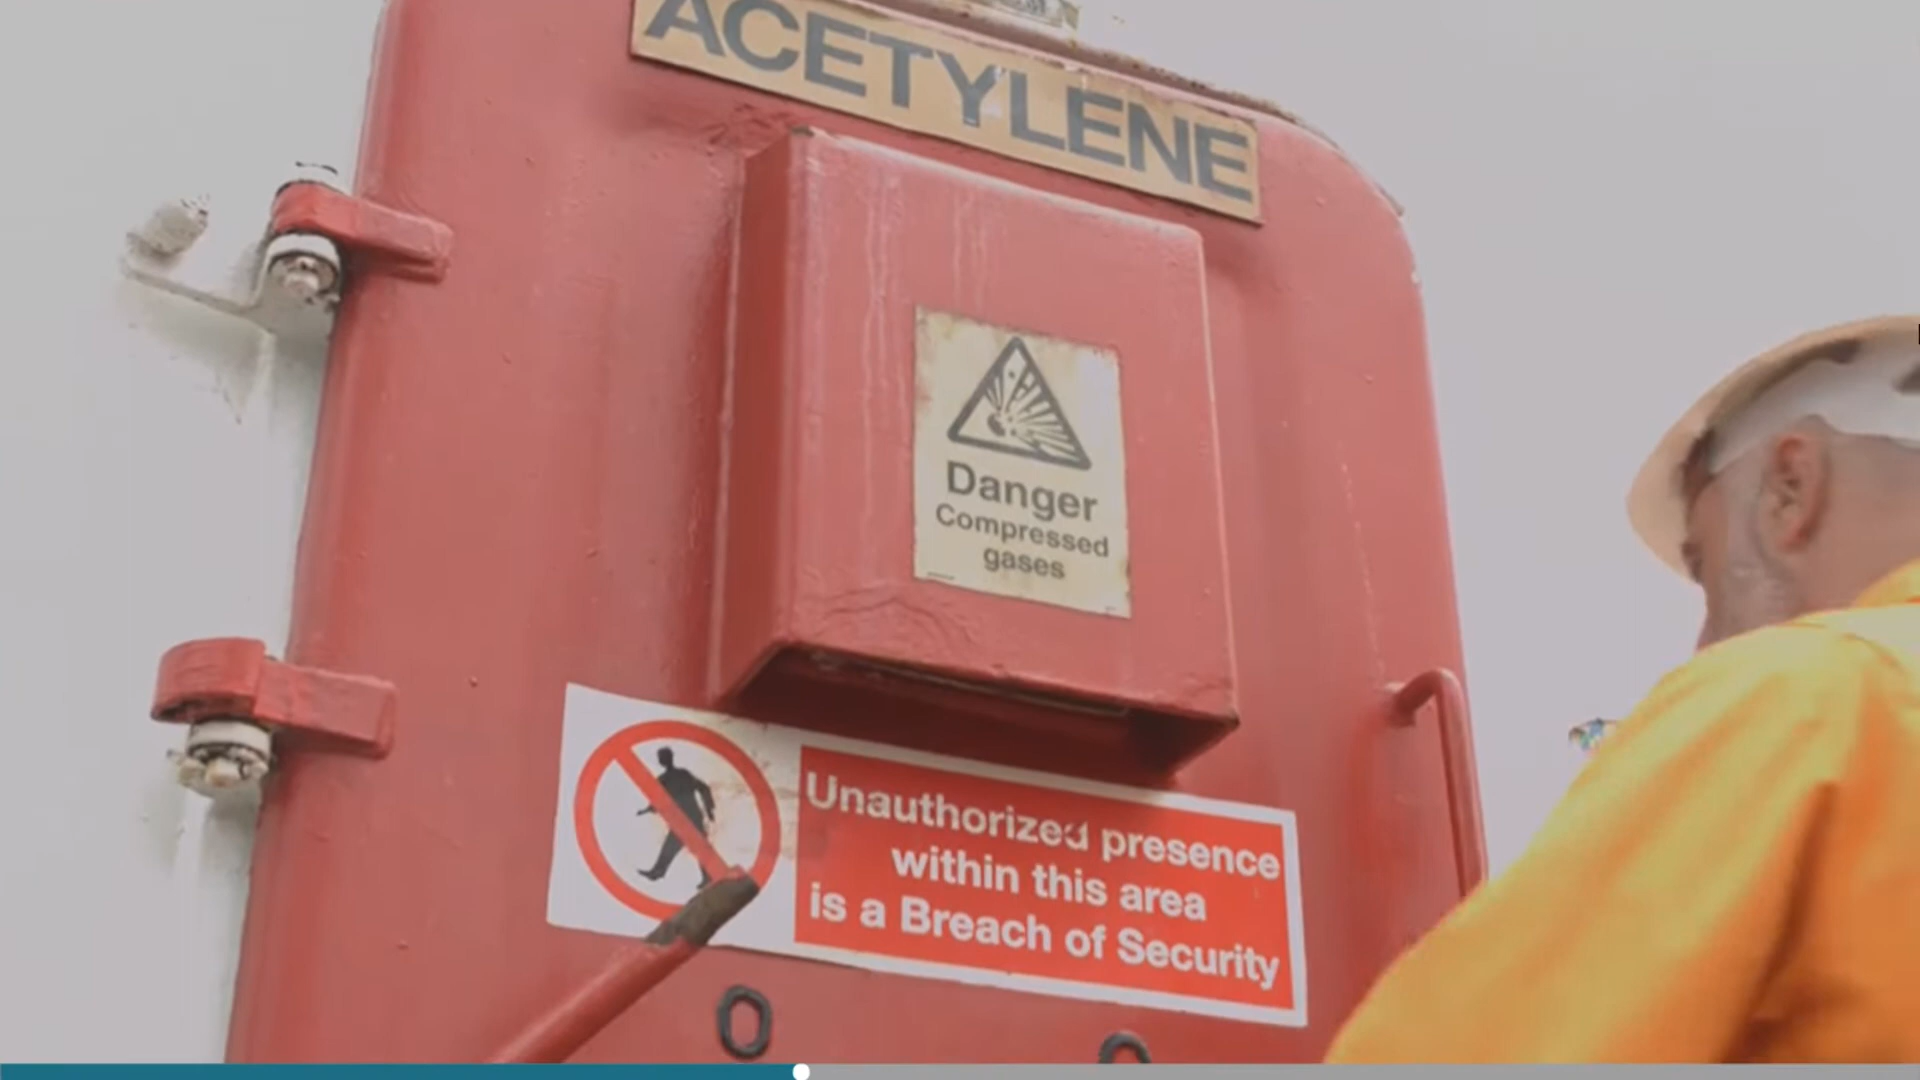 ACETYLENE
Danger
Compressed
gases
Unauthorized presence
within this area
is a Breach of Security